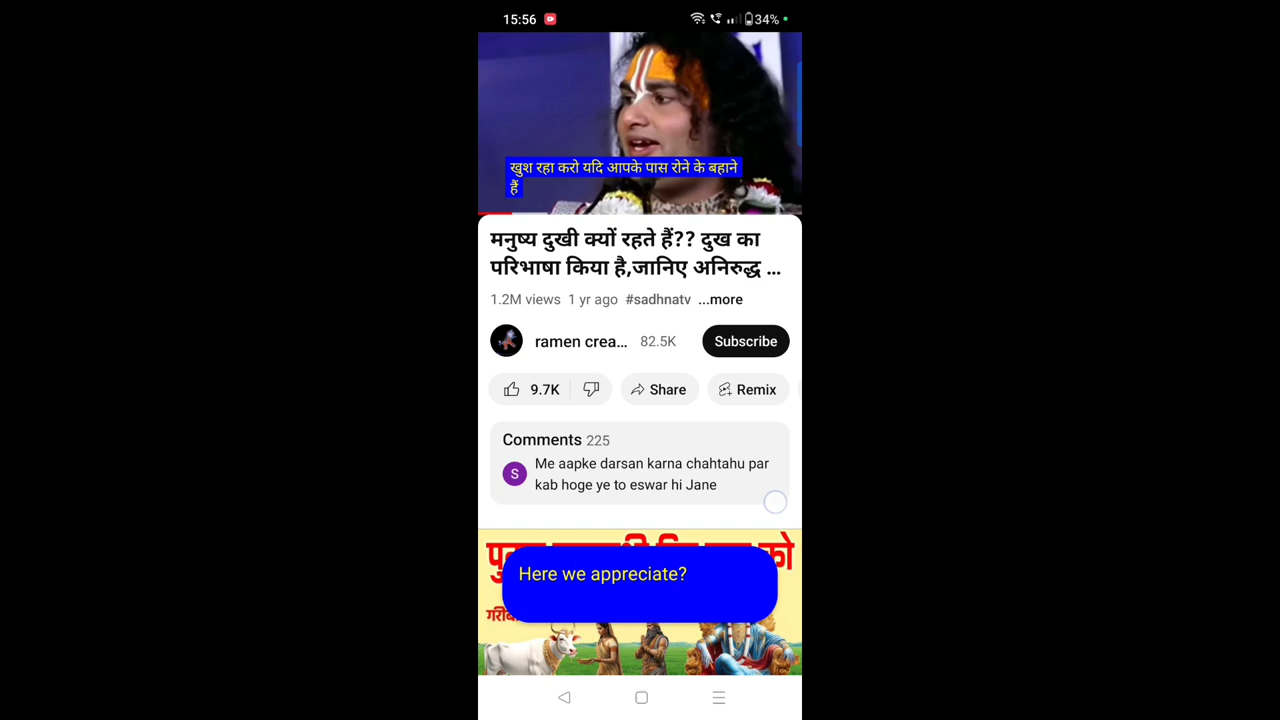 15:56
34%
खुश रहा करो यदि आपके पास रोने के बहाने
हैं
मनुष्य दुखी क्यों रहते हैं?? दुख का
परिभाषा किया है,जानिए अनिरुद्ध ...
1.2M views 1 yr ago #sadhnatv ...more
ramen crea... 82.5K Subscribe
9.7K Share Remix
Comments 225
S
Me aapke darsan karna chahtahu par
kab hoge ye to eswar hi Jane
को
Here we appreciate?